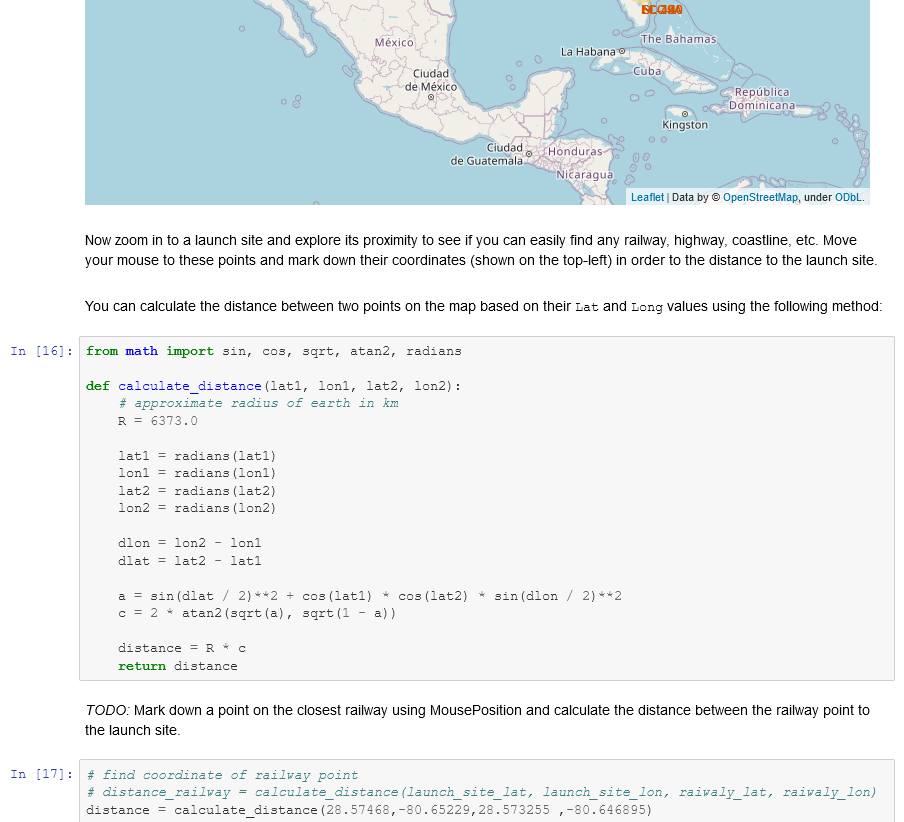 México
The Bahamas
La Habana
Cuba
Ciudad
de México
República
Dominicana
Kingston
Ciudad
de Guatemala
Honduras
Nicaragua
Leaflet | Data by © OpenStreetMap, under ODbL.
Now zoom in to a launch site and explore its proximity to see if you can easily find any railway, highway, coastline, etc. Move
your mouse to these points and mark down their coordinates (shown on the top-left) in order to the distance to the launch site.
You can calculate the distance between two points on the map based on their Lat and Long values using the following method:
In [16]:
from math import sin, cos, sqrt, atan2, radians
def calculate_distance(lat1, lon1, lat2, lon2):
# approximate radius of earth in km
R = 6373.0
lat1 = radians(lat1)
lon1 = radians(lon1)
lat2 = radians(lat2)
lon2 = radians(lon2)
dlon = lon2 - lon1
dlat = lat2 - lat1
a = sin(dlat / 2)**2 + cos(lat1) * cos(lat2) * sin(dlon / 2)**2
c = 2 * atan2(sqrt(a), sqrt(1 - a))
distance = R * c
return distance
TODO: Mark down a point on the closest railway using MousePosition and calculate the distance between the railway point to
the launch site.
In [17]:
# find coordinate of railway point
# distance_railway = calculate_distance(launch_site_lat, launch_site_lon, raivaly_lat, raivaly_lon)
distance = calculate_distance(28.57468,-80.65229,28.573255 ,-80.646895)